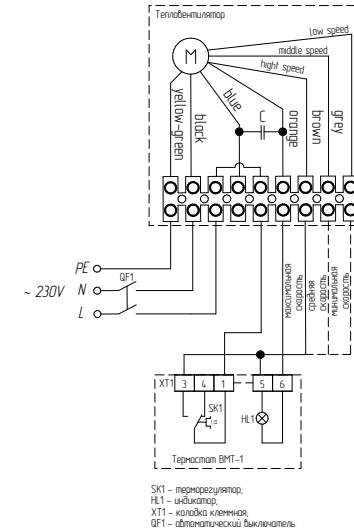 Тепловентилятор
low speed
middle speed
hight speed
M
yellow-green
black
blue
C
orange
brown
grey
PE
QF1
~ 230V N
L
максимальная скорость
средняя скорость
минимальная скорость
XT1 3 4 1 5 6
SK1
HL1
Термостат ВМТ-1
SK1 – терморегулятор;
HL1 – индикатор;
XT1 – колодка клеммная;
QF1 – автоматический выключатель.